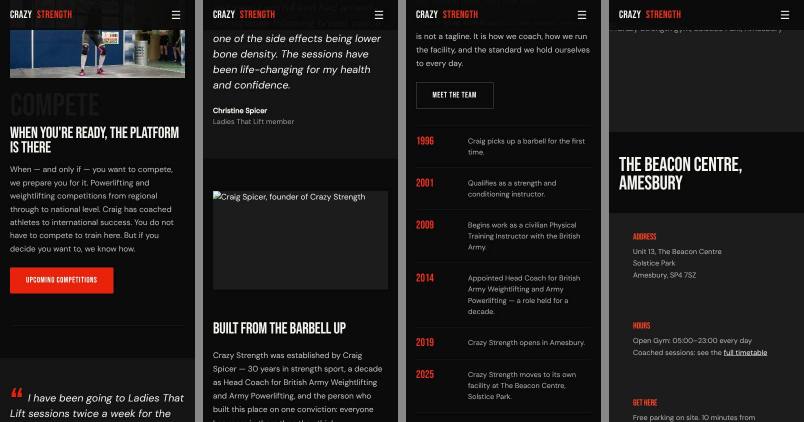 CRAZY STRENGTH
COMPETE
WHEN YOU'RE READY, THE PLATFORM
IS THERE
When — and only if — you want to compete,
we prepare you for it. Powerlifting and
weightlifting competitions from regional
through to national level. Craig has coached
athletes to international success. You do not
have to compete to train here. But if you
decide you want to, we know how.
UPCOMING COMPETITIONS
“ I have been going to Ladies That
Lift sessions twice a week for the
CRAZY STRENGTH
one of the side effects being lower
bone density. The sessions have
been life-changing for my health
and confidence.
Christine Spicer
Ladies That Lift member
Craig Spicer, founder of Crazy Strength
BUILT FROM THE BARBELL UP
Crazy Strength was established by Craig
Spicer — 30 years in strength sport, a decade
as Head Coach for British Army Weightlifting
and Army Powerlifting, and the person who
built this place on one conviction: everyone
CRAZY STRENGTH
is not a tagline. It is how we coach, how we run
the facility, and the standard we hold ourselves
to every day.
MEET THE TEAM
1996
Craig picks up a barbell for the first
time.
2001
Qualifies as a strength and
conditioning instructor.
2009
Begins work as a civilian Physical
Training Instructor with the British
Army.
2014
Appointed Head Coach for British
Army Weightlifting and Army
Powerlifting — a role held for a
decade.
2019
Crazy Strength opens in Amesbury.
2025
Crazy Strength moves to its own
facility at The Beacon Centre,
Solstice Park.
CRAZY STRENGTH
THE BEACON CENTRE,
AMESBURY
ADDRESS
Unit 13, The Beacon Centre
Solstice Park
Amesbury, SP4 7SZ
HOURS
Open Gym: 05:00–23:00 every day
Coached sessions: see the full timetable
GET HERE
Free parking on site. 10 minutes from